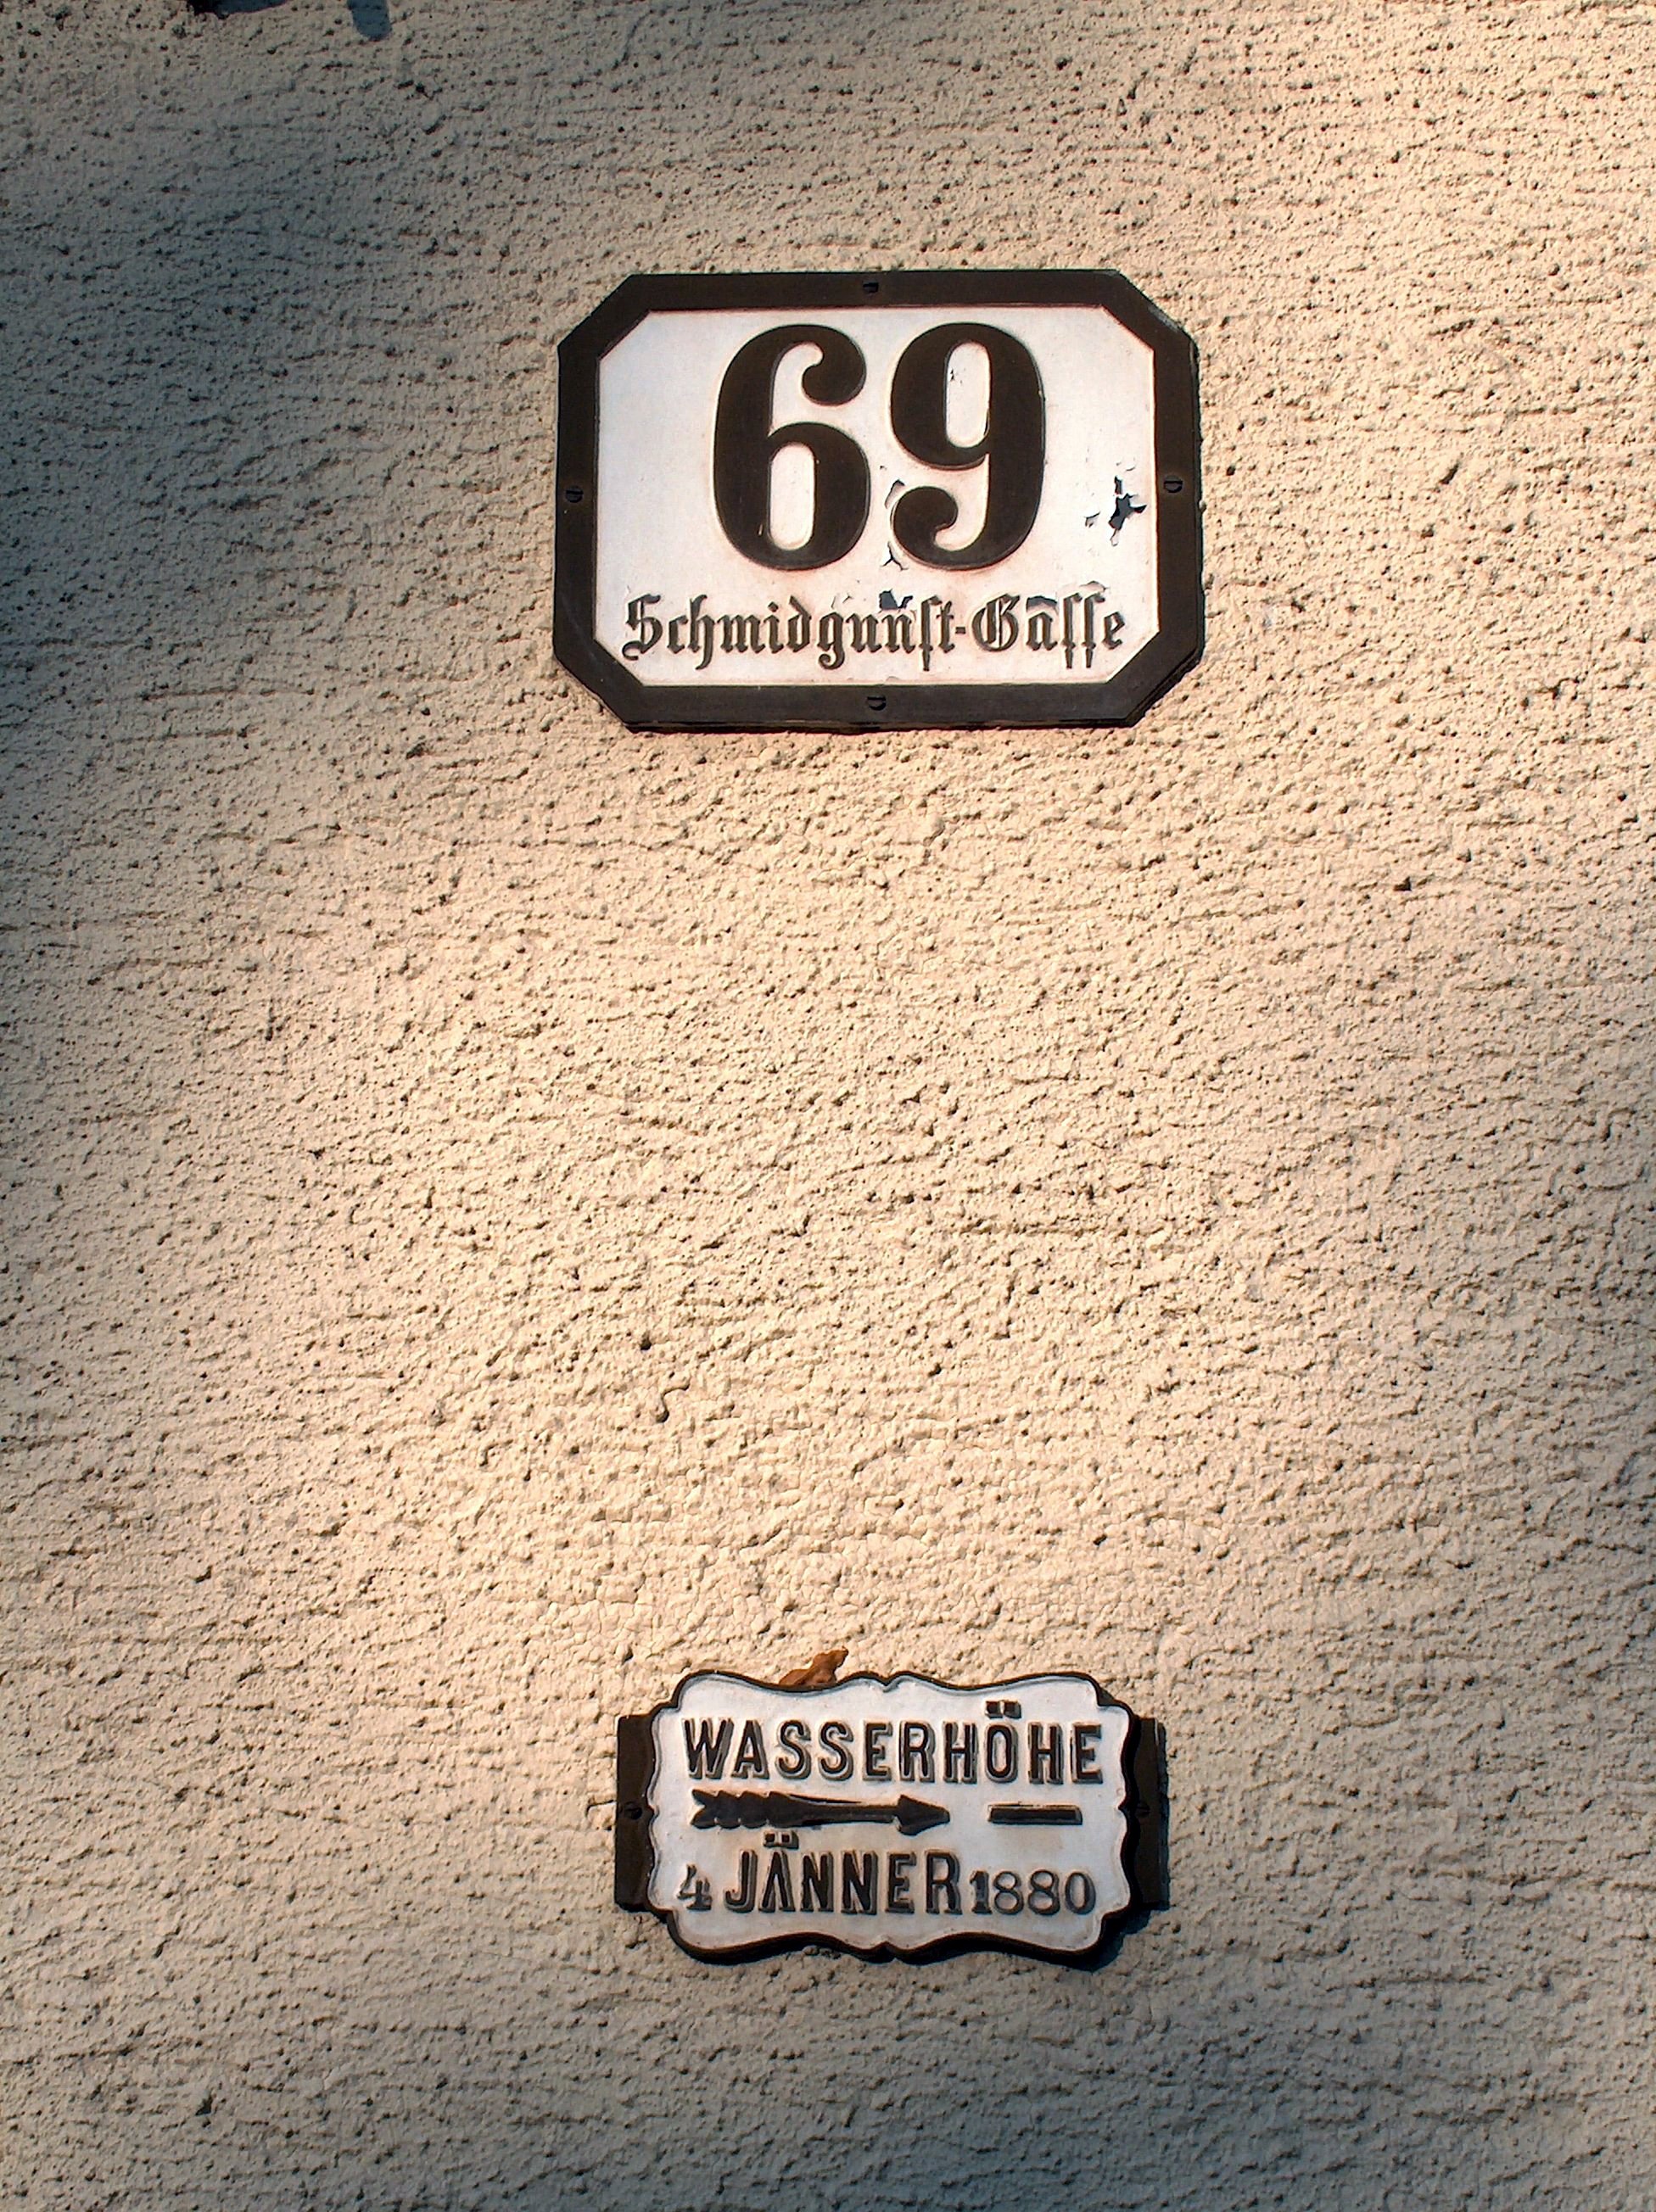 69
Schmidgunſt-Gaſſe
WASSERHÖHE
4 JÄNNER 1880